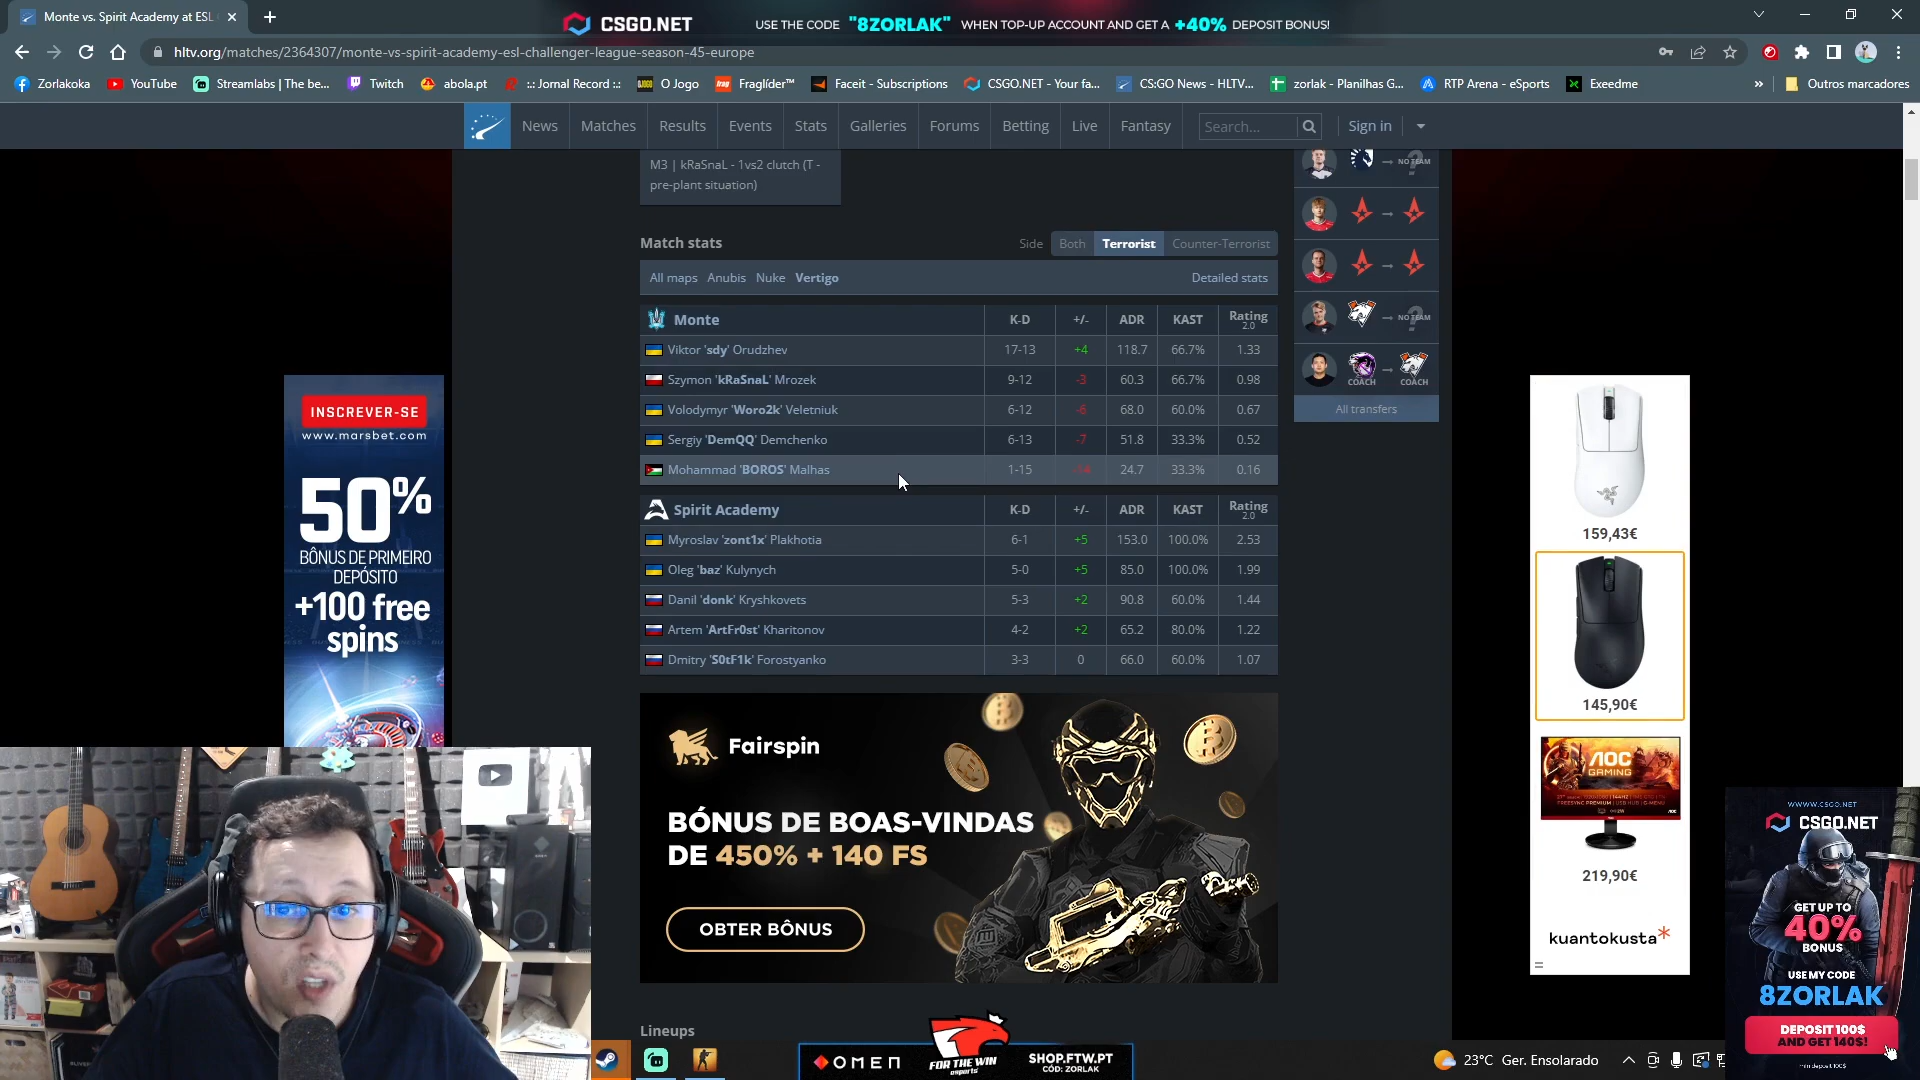 Monte vs. Spirit Academy at ESL
CSGO.NET USE THE CODE "8ZORLAK" WHEN TOP-UP ACCOUNT AND GET A +40% DEPOSIT BONUS!
hltv.org/matches/2364307/monte-vs-spirit-academy-esl-challenger-league-season-45-europe
Zorlakoka YouTube Streamlabs | The be... Twitch abola.pt .:: Jornal Record ::. O Jogo Fraglíder™ Faceit - Subscriptions CSGO.NET - Your fa... CS:GO News - HLTV... zorlak - Planilhas G... RTP Arena - eSports Exeedme » Outros marcadores
News Matches Results Events Stats Galleries Forums Betting Live Fantasy Search... Sign in
M3 | kRaSnaL - 1vs2 clutch (T -
pre-plant situation)
Match stats Side Both Terrorist Counter-Terrorist
All maps Anubis Nuke Vertigo Detailed stats
Monte K-D +/- ADR KAST Rating 2.0
Viktor 'sdy' Orudzhev 17-13 +4 118.7 66.7% 1.33
Szymon 'kRaSnaL' Mrozek 9-12 -3 60.3 66.7% 0.98
Volodymyr 'Woro2k' Veletniuk 6-12 -6 68.0 60.0% 0.67
Sergiy 'DemQQ' Demchenko 6-13 -7 51.8 33.3% 0.52
Mohammad 'BOROS' Malhas 1-15 -14 24.7 33.3% 0.16
Spirit Academy K-D +/- ADR KAST Rating 2.0
Myroslav 'zont1x' Plakhotia 6-1 +5 153.0 100.0% 2.53
Oleg 'baz' Kulynych 5-0 +5 85.0 100.0% 1.99
Danil 'donk' Kryshkovets 5-3 +2 90.8 60.0% 1.44
Artem 'ArtFr0st' Kharitonov 4-2 +2 65.2 80.0% 1.22
Dmitry 'S0tF1k' Forostyanko 3-3 0 66.0 60.0% 1.07
NO TEAM
NO TEAM
COACH COACH
All transfers
INSCREVER-SE
www.marsbet.com
50%
BÔNUS DE PRIMEIRO
DEPÓSITO
+100 free
spins
Fairspin
BÓNUS DE BOAS-VINDAS
DE 450% + 140 FS
OBTER BÔNUS
159,43€
145,90€
AOC
GAMING
219,90€
kuantokusta*
Lineups
WWWW.CSGO.NET
CSGO.NET
GET UP TO
40%
BONUS
USE MY CODE
8ZORLAK
DEPOSIT 100$
AND GET 140$!
min deposit 100$
OMEN
FOR THE WIN
esports
SHOP.FTW.PT
CÓD: ZORLAK
23°C Ger. Ensolarado